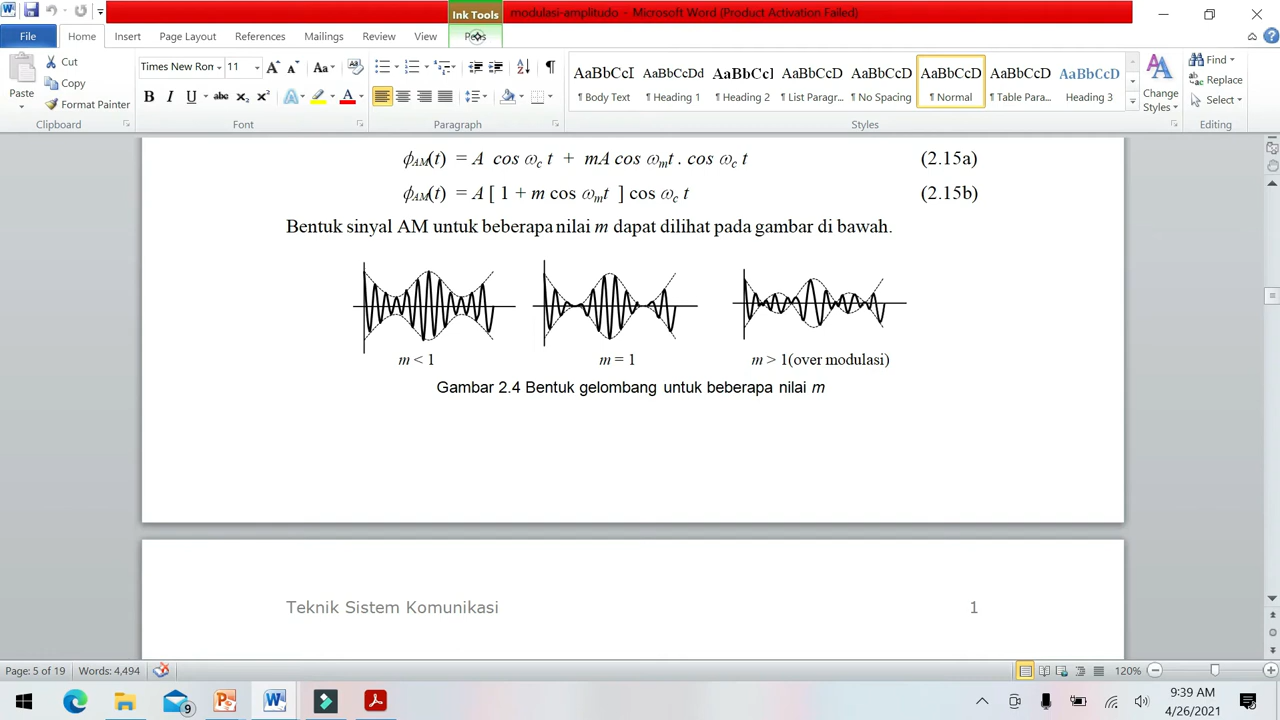 Ink Tools
modulasi-amplitudo - Microsoft Word (Product Activation Failed)
File Home Insert Page Layout References Mailings Review View
Cut
Copy
Format Painter
Paste
Clipboard
Times New Rom 11
Font
Paragraph
AaBbCcI AaBbCcDd AaBbCc] AaBbCcD AaBbCcD AaBbCcD AaBbCcD AaBbCcD
¶ Body Text ¶ Heading 1 ¶ Heading 2 ¶ List Paragr... ¶ No Spacing ¶ Normal ¶ Table Para... Heading 3
Styles
Change Styles
Find
Replace
Select
Editing
ϕAM(t) = A cos ωc t + mA cos ωmt . cos ωc t (2.15a)
ϕAM(t) = A [ 1 + m cos ωmt ] cos ωc t (2.15b)
Bentuk sinyal AM untuk beberapa nilai m dapat dilihat pada gambar di bawah.
m < 1 m = 1 m > 1(over modulasi)
Gambar 2.4 Bentuk gelombang untuk beberapa nilai m
Teknik Sistem Komunikasi 1
Page: 5 of 19 Words: 4.494 120%
9
9:39 AM
4/26/2021